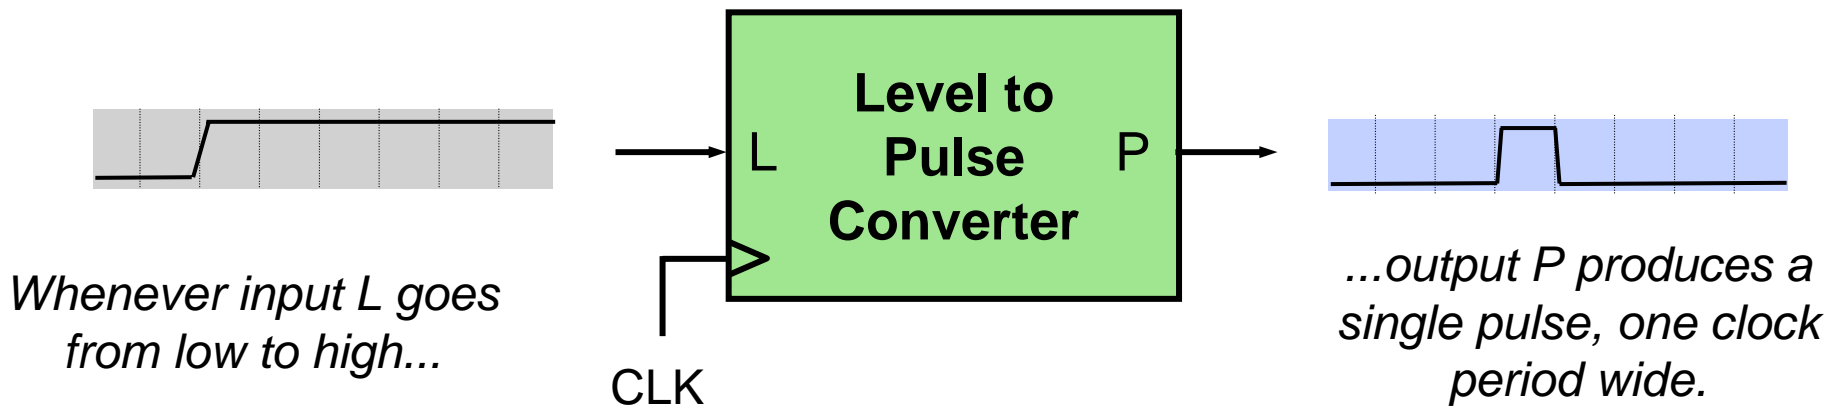 Level to
Pulse
Converter
L
P
CLK
Whenever input L goes
from low to high...
...output P produces a
single pulse, one clock
period wide.